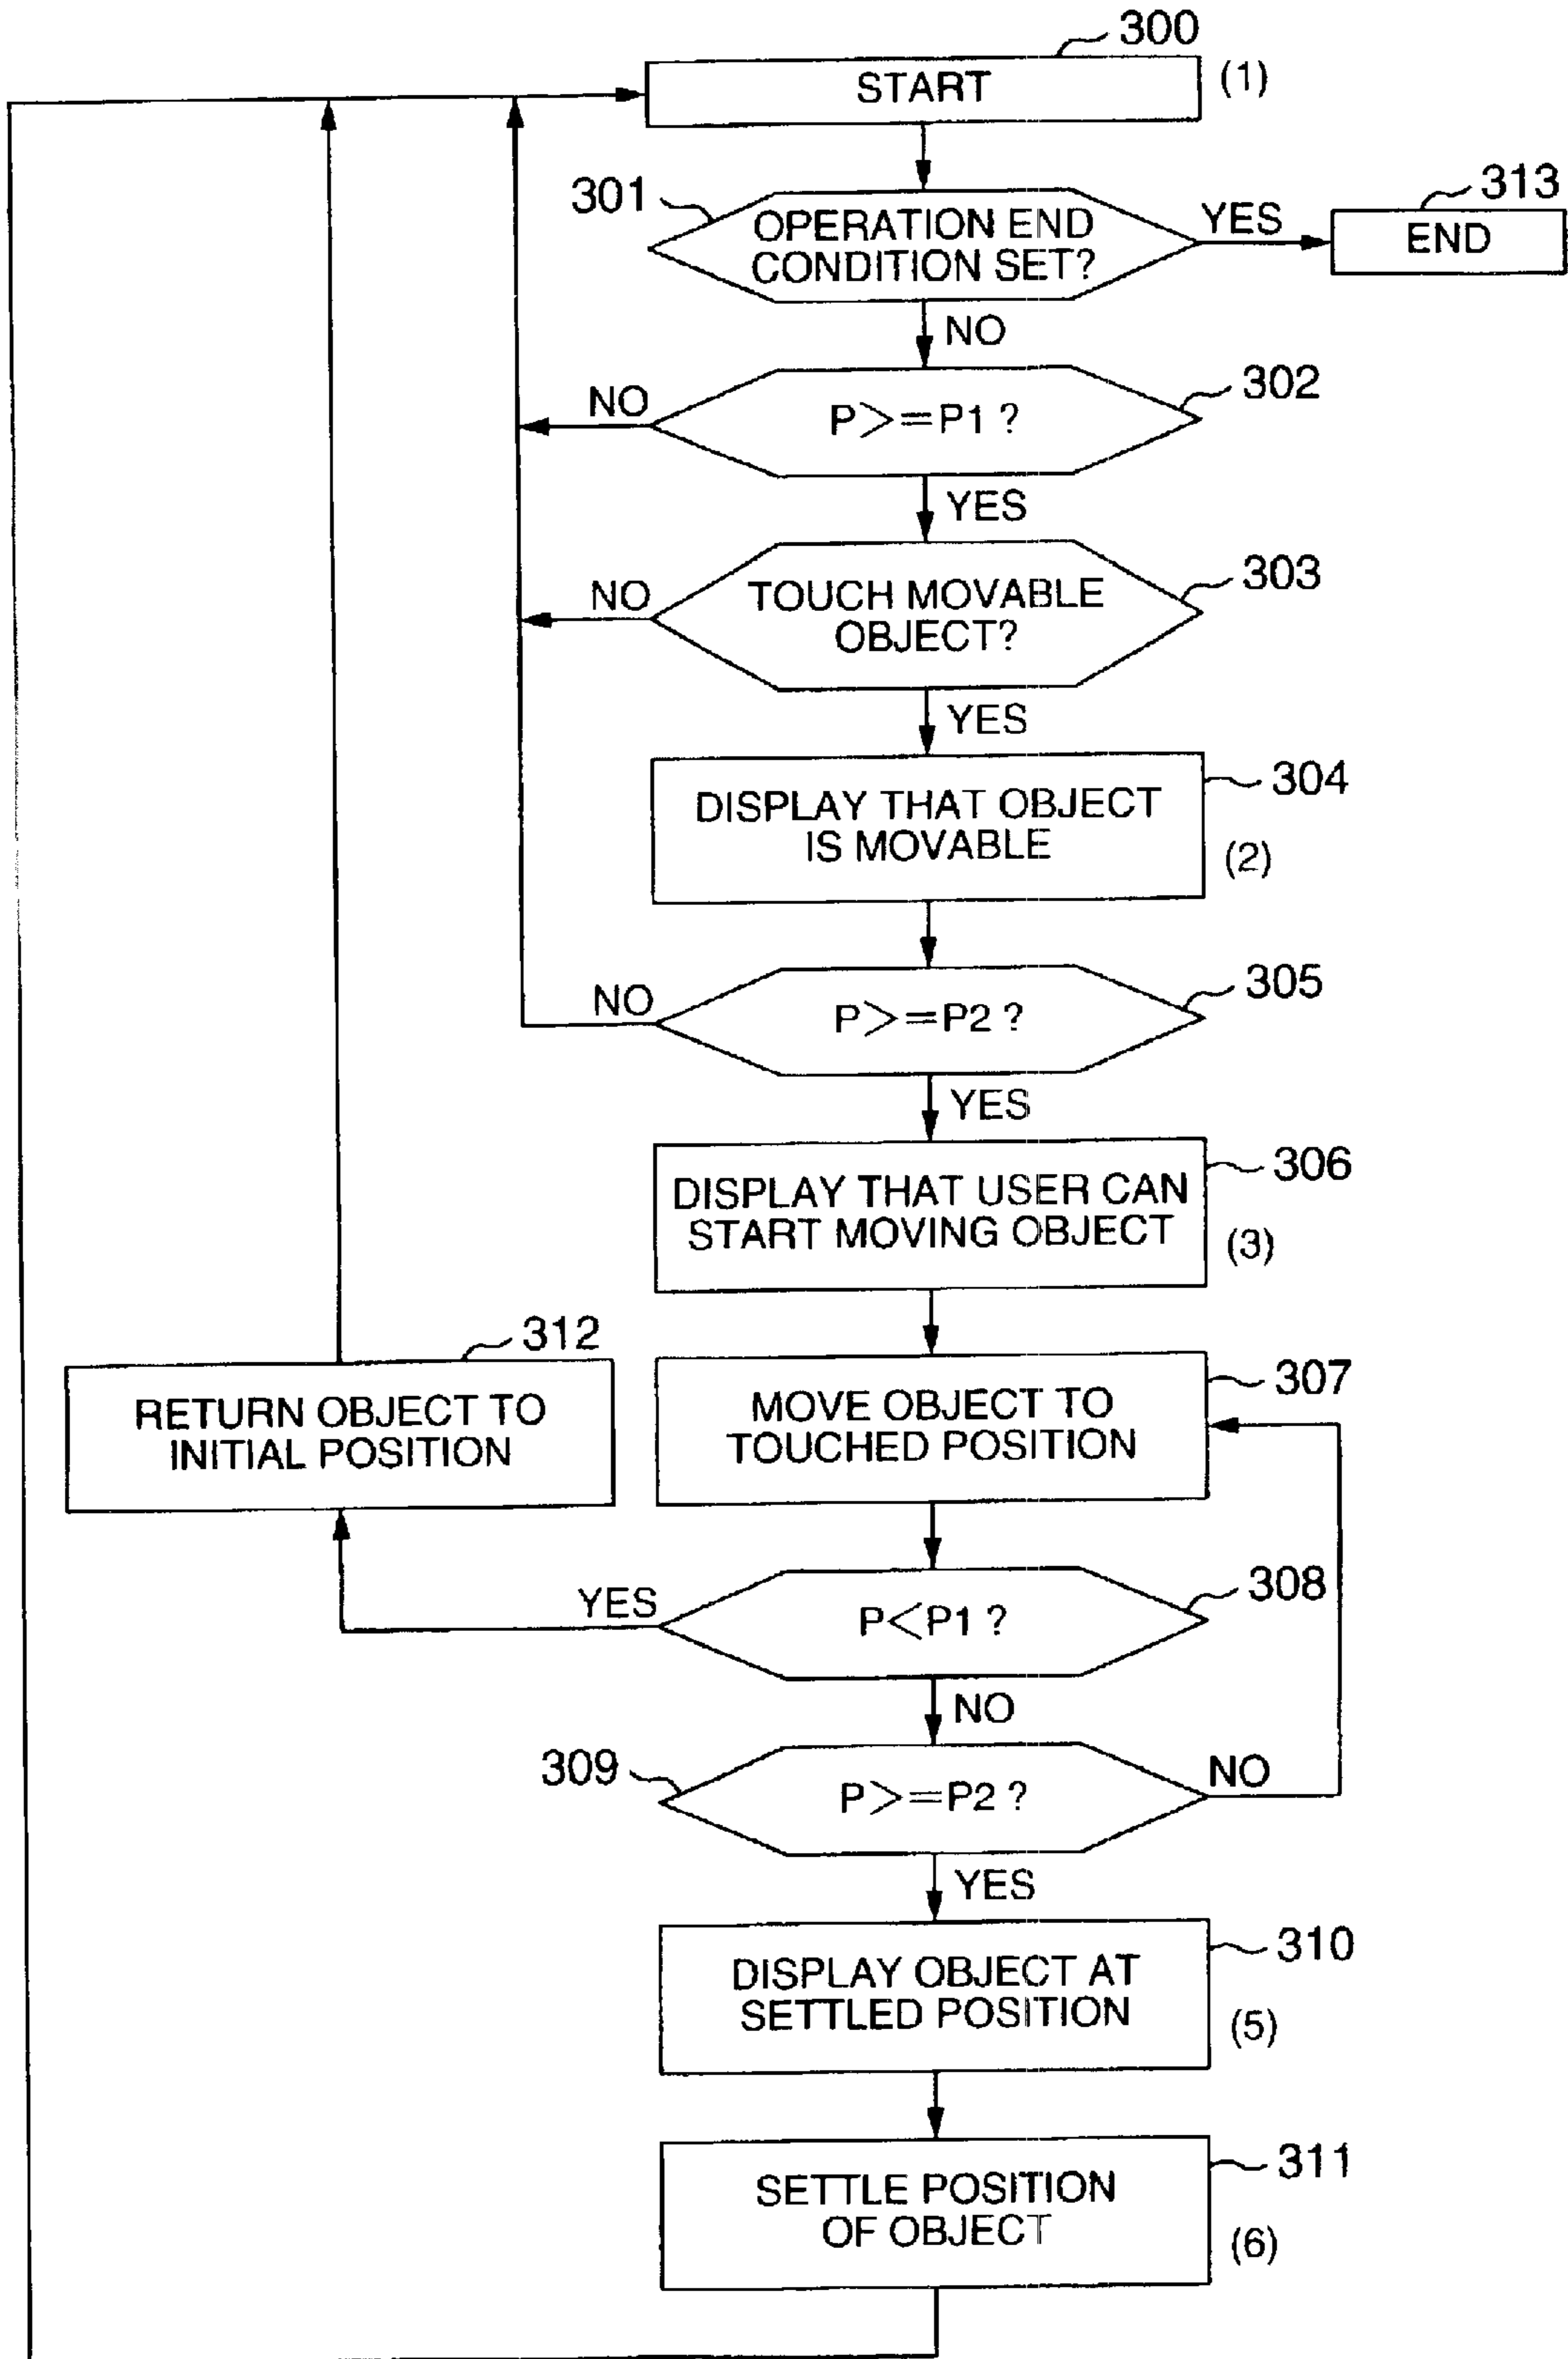 300
START
(1)
301
OPERATION END
CONDITION SET?
YES
313
END
NO
302
P>=P1 ?
NO
YES
303
TOUCH MOVABLE
OBJECT?
NO
YES
304
DISPLAY THAT OBJECT
IS MOVABLE
(2)
305
P>=P2 ?
NO
YES
306
DISPLAY THAT USER CAN
START MOVING OBJECT
(3)
312
RETURN OBJECT TO
INITIAL POSITION
307
MOVE OBJECT TO
TOUCHED POSITION
308
P<P1 ?
YES
NO
309
P>=P2 ?
NO
YES
310
DISPLAY OBJECT AT
SETTLED POSITION
(5)
311
SETTLE POSITION
OF OBJECT
(6)